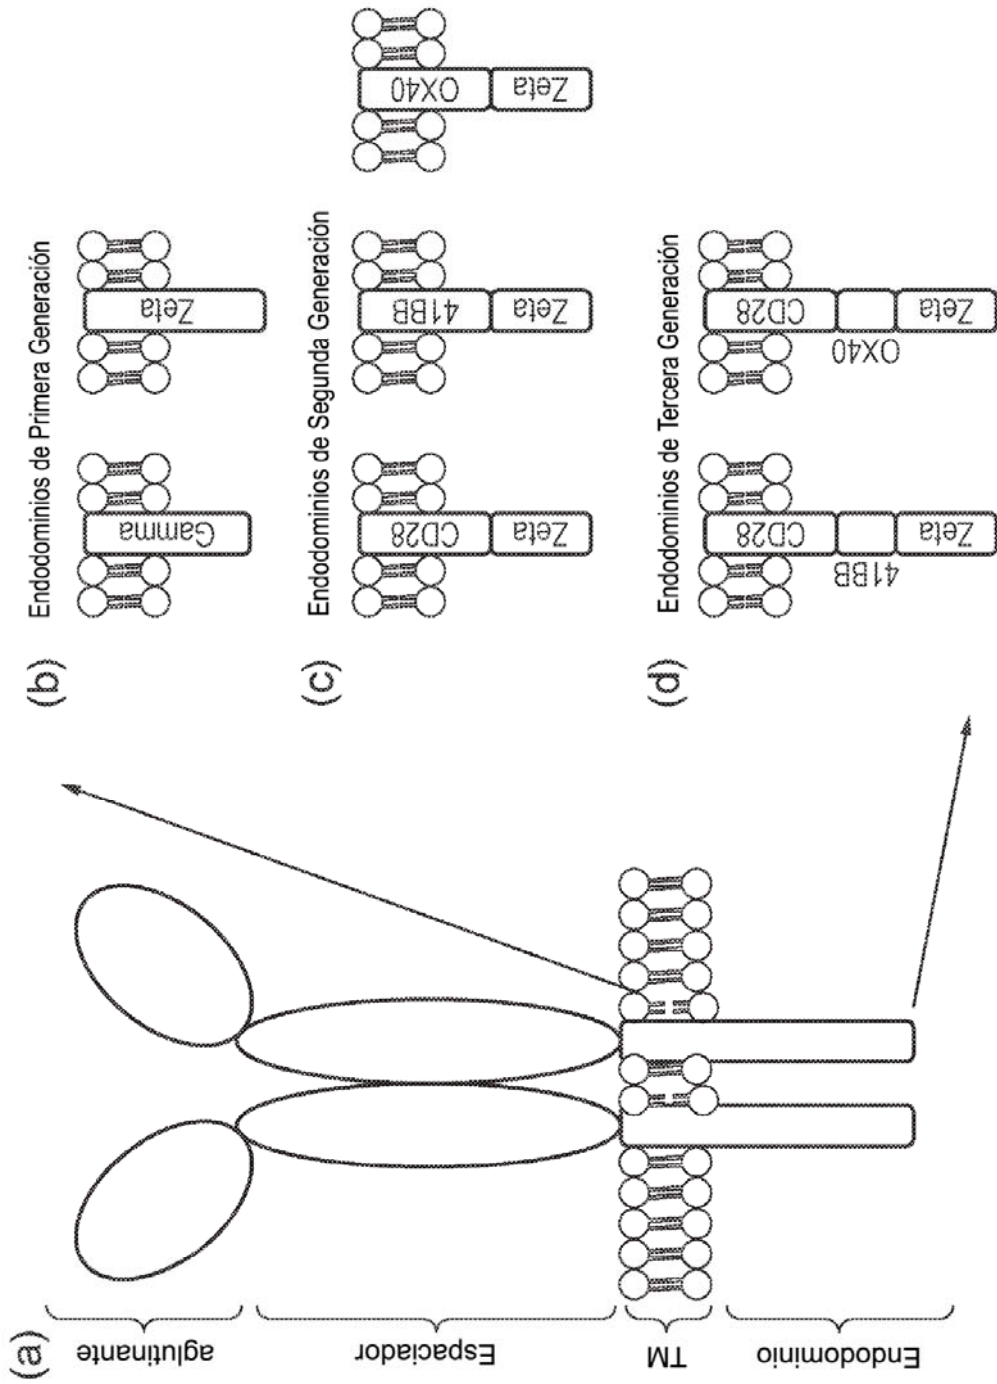 (a)
aglutinante
Espaciador
TM
Endodominio
(b)
Endodominios de Primera Generación
Gamma
Zeta
(c)
Endodominios de Segunda Generación
CD28
Zeta
41BB
Zeta
OX40
Zeta
(d)
Endodominios de Tercera Generación
CD28
41BB
Zeta
CD28
OX40
Zeta